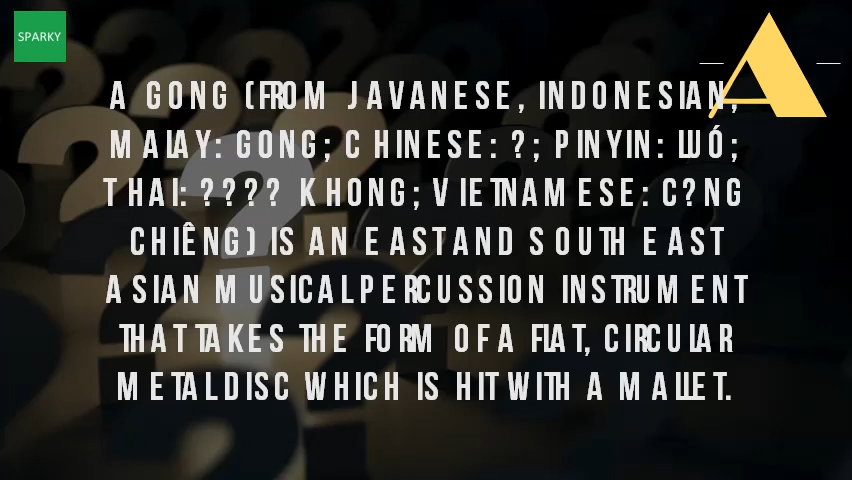 SPARKY
A
A GONG (FROM JAVANESE, INDONESIAN,
MALAY: GONG; CHINESE: ?; PINYIN: LUÓ;
THAI: ???? KHONG; VIETNAMESE: C?NG
CHIÊNG) IS AN EAST AND SOUTH EAST
ASIAN MUSICAL PERCUSSION INSTRUMENT
THAT TAKES THE FORM OF A FLAT, CIRCULAR
METAL DISC WHICH IS HIT WITH A MALLET.